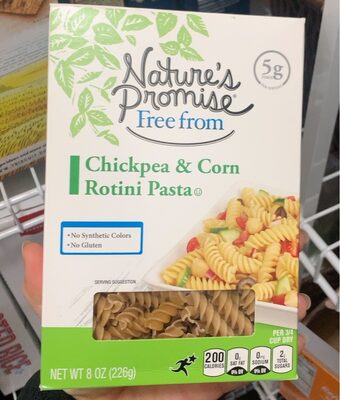 Nature's
Promise®
Free from
5g
Chickpea & Corn
Rotini Pasta
• No Synthetic Colors
• No Gluten
SERVING SUGGESTION
PER 3/4
CUP DRY
200
CALORIES
0g
SAT FAT
0% DV
0mg
SODIUM
0% DV
2g
TOTAL
SUGARS
NET WT 8 OZ (226g)